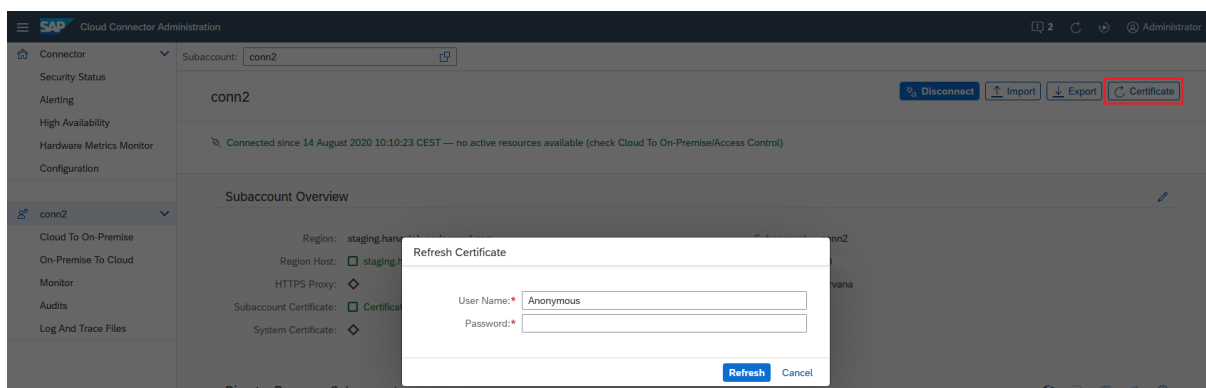 SAP Cloud Connector Administration 2 Administrator
Connector
Subaccount: conn2
Security Status
Alerting
conn2
Disconnect Import Export Certificate
High Availability
Hardware Metrics Monitor
Connected since 14 August 2020 10:10:23 CEST — no active resources available (check Cloud To On-Premise/Access Control)
Configuration
Subaccount Overview
conn2
Cloud To On-Premise
Region:
On-Premise To Cloud
Region Host:
Monitor
HTTPS Proxy:
Audits
Subaccount Certificate:
Log And Trace Files
System Certificate:
Refresh Certificate
User Name:* Anonymous
Password:*
Refresh Cancel